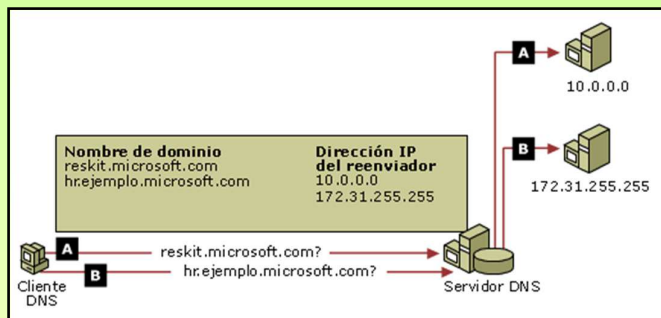 A
10.0.0.0
B
172.31.255.255
Nombre de dominio
reskit.microsoft.com
hr.ejemplo.microsoft.com
Dirección IP
del reenviador
10.0.0.0
172.31.255.255
A
reskit.microsoft.com?
B
hr.ejemplo.microsoft.com?
Cliente
DNS
Servidor DNS